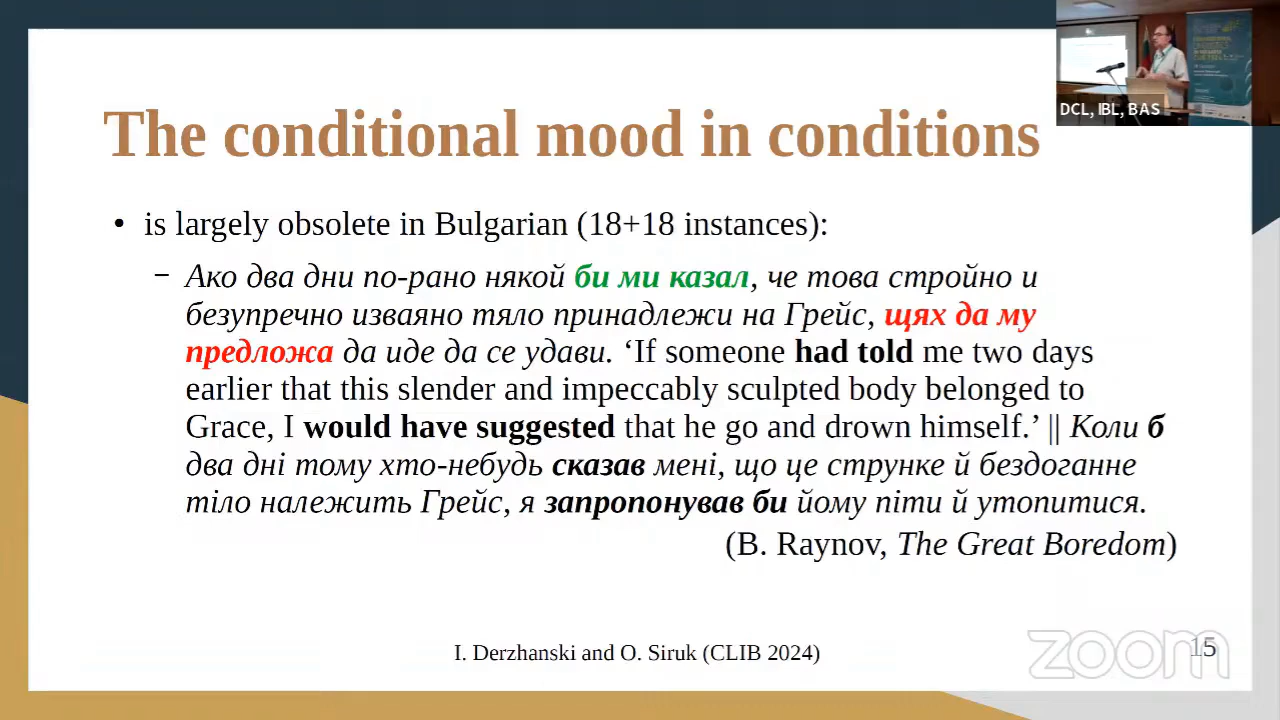 The conditional mood in conditions
• is largely obsolete in Bulgarian (18+18 instances):
– Ако два дни по-рано някой би ми казал, че това стройно и
безупречно изваяно тяло принадлежи на Грейс, щях да му
предложа да иде да се удави. ‘If someone had told me two days
earlier that this slender and impeccably sculpted body belonged to
Grace, I would have suggested that he go and drown himself.’ || Коли б
два дні тому хто-небудь сказав мені, що це струнке й бездоганне
тіло належить Грейс, я запропонував би йому піти й утопитися.
(B. Raynov, The Great Boredom)
I. Derzhanski and O. Siruk (CLIB 2024)
15
zoom
DCL, IBL, BAS